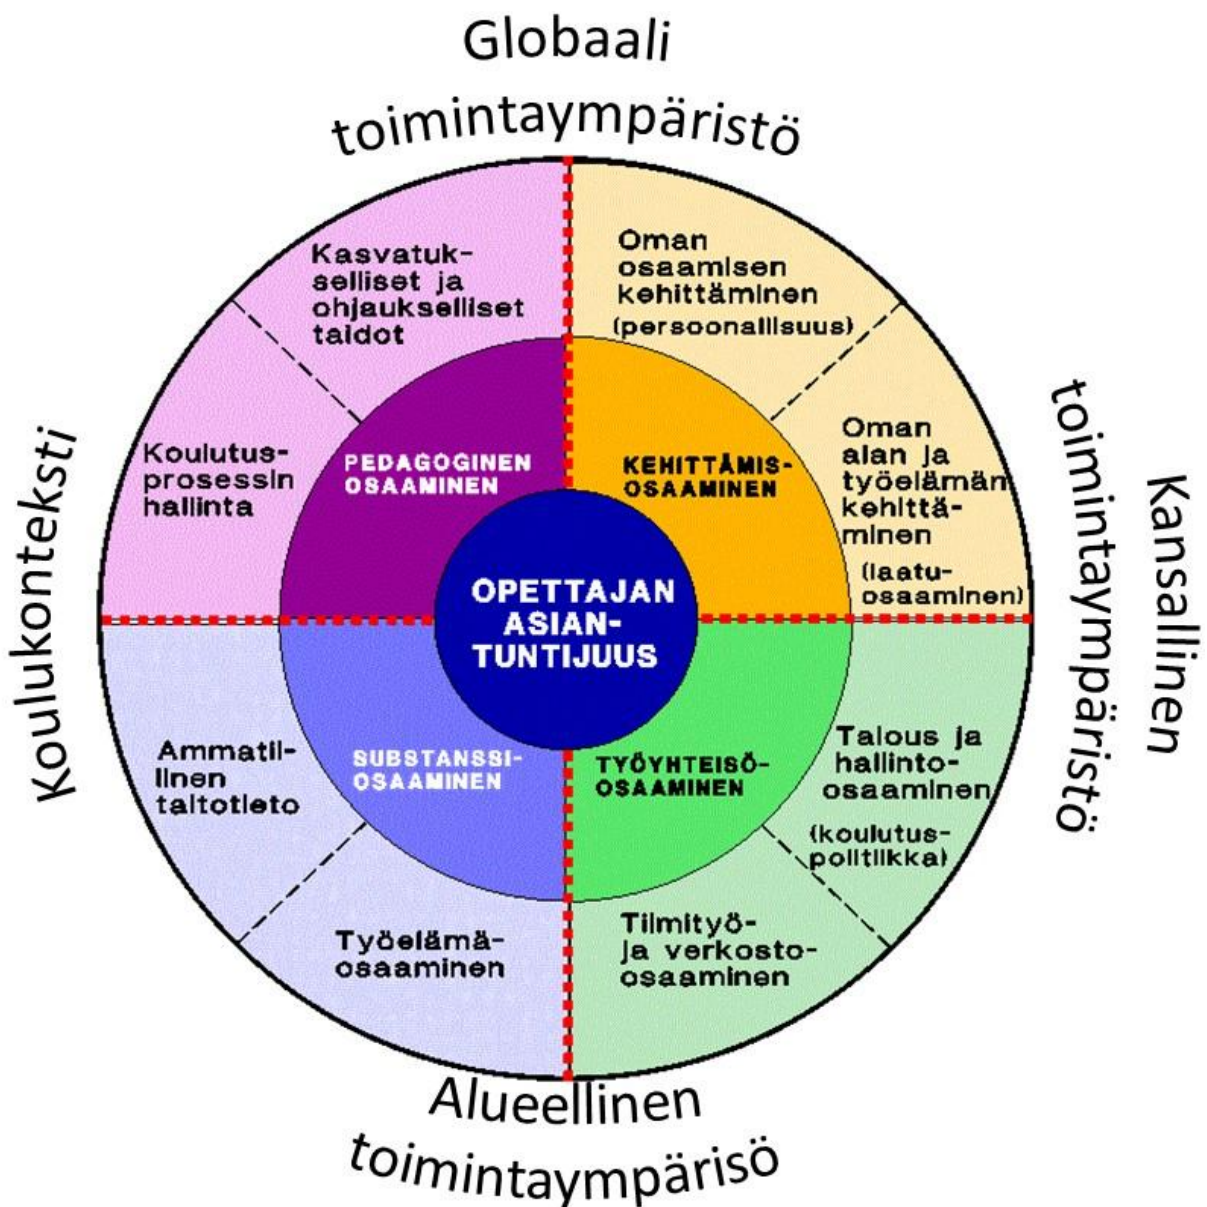 Globaali
toimintaympäristö
Kasvatuk-
selliset ja
ohjaukselliset
taidot
Oman
osaamisen
kehittäminen
(persoonallisuus)
Koulutus-
prosessin
hallinta
PEDAGOGINEN
OSAAMINEN
KEHITTÄMIS-
OSAAMINEN
Oman
alan ja
työelämän
kehittä-
minen
(laatu-
osaaminen)
Koulukonteksti
OPETTAJAN
ASIAN-
TUNTIJUUS
Kansallinen
toimintaympäristö
Ammatil-
linen
taitotieto
SUBSTANSSI-
OSAAMINEN
TYÖYHTEISÖ-
OSAAMINEN
Talous ja
hallinto-
osaaminen
(koulutus-
politiikka)
Työelämä-
osaaminen
Tiimityö-
ja verkosto-
osaaminen
Alueellinen
toimintaympärisö